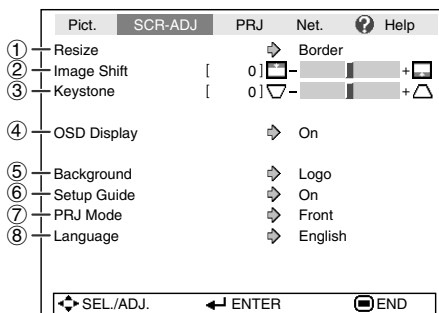 Pict. SCR-ADJ PRJ Net. ? Help
① Resize Border
② Image Shift [ 0 ] − +
③ Keystone [ 0 ] − +
④ OSD Display On
⑤ Background Logo
⑥ Setup Guide On
⑦ PRJ Mode Front
⑧ Language English
SEL./ADJ. ENTER END